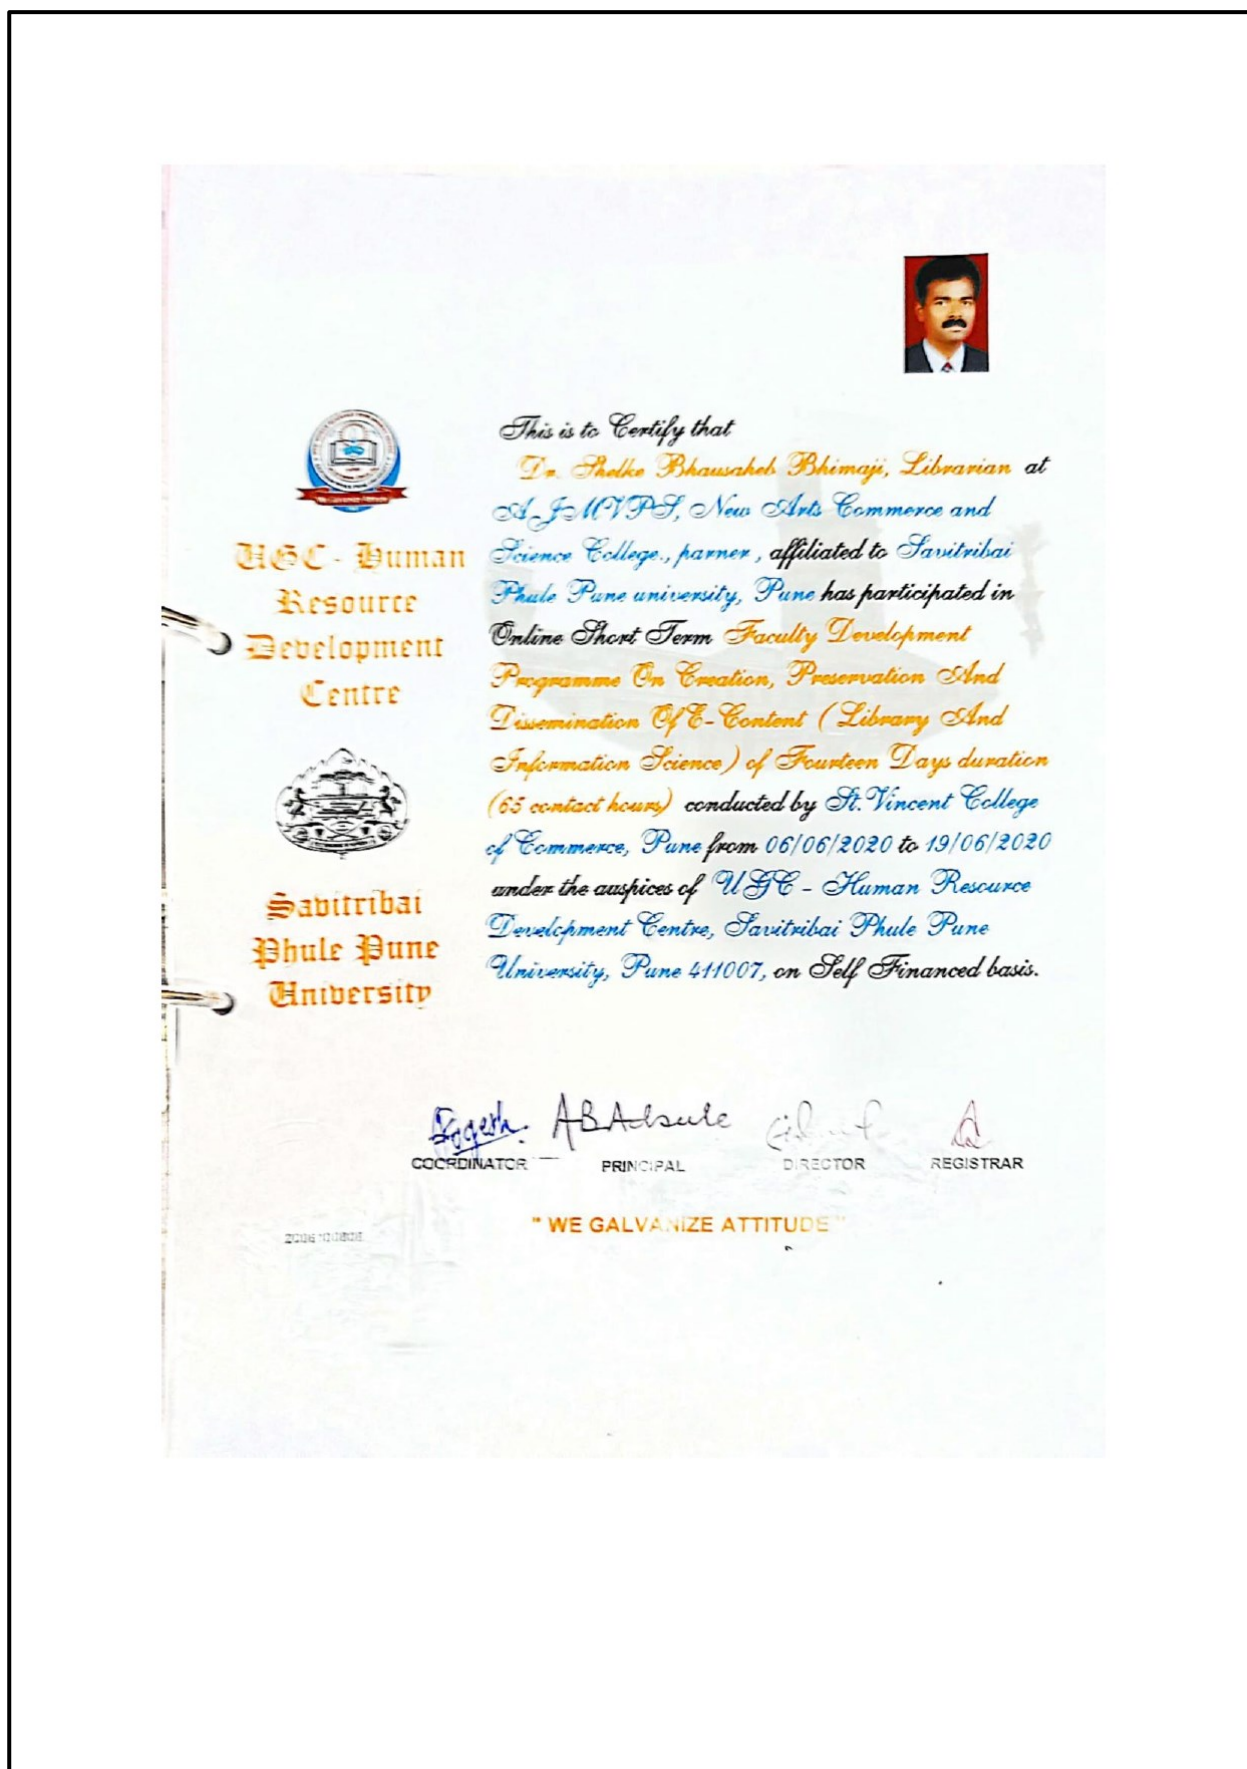 This is to Certify that
Dr. Shelke Bhausaheb Bhimaji, Librarian at
AJMVPS, New Arts Commerce and
Science College., parner , affiliated to Savitribai
Phule Pune university, Pune has participated in
Online Short Term Faculty Development
Programme On Creation, Preservation And
Dissemination Of E-Content (Library And
Information Science) of Fourteen Days duration
(65 contact hours) conducted by St. Vincent College
of Commerce, Pune from 06/06/2020 to 19/06/2020
under the auspices of UGC - Human Resource
Development Centre, Savitribai Phule Pune
University, Pune 411007, on Self Financed basis.
UGC - Human
Resource
Development
Centre
Savitribai
Phule Pune
University
Yogesh. ABAdsule
COORDINATOR PRINCIPAL DIRECTOR REGISTRAR
" WE GALVANIZE ATTITUDE "